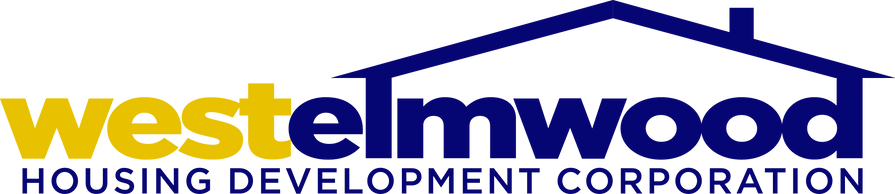 westelmwood
HOUSING DEVELOPMENT CORPORATION